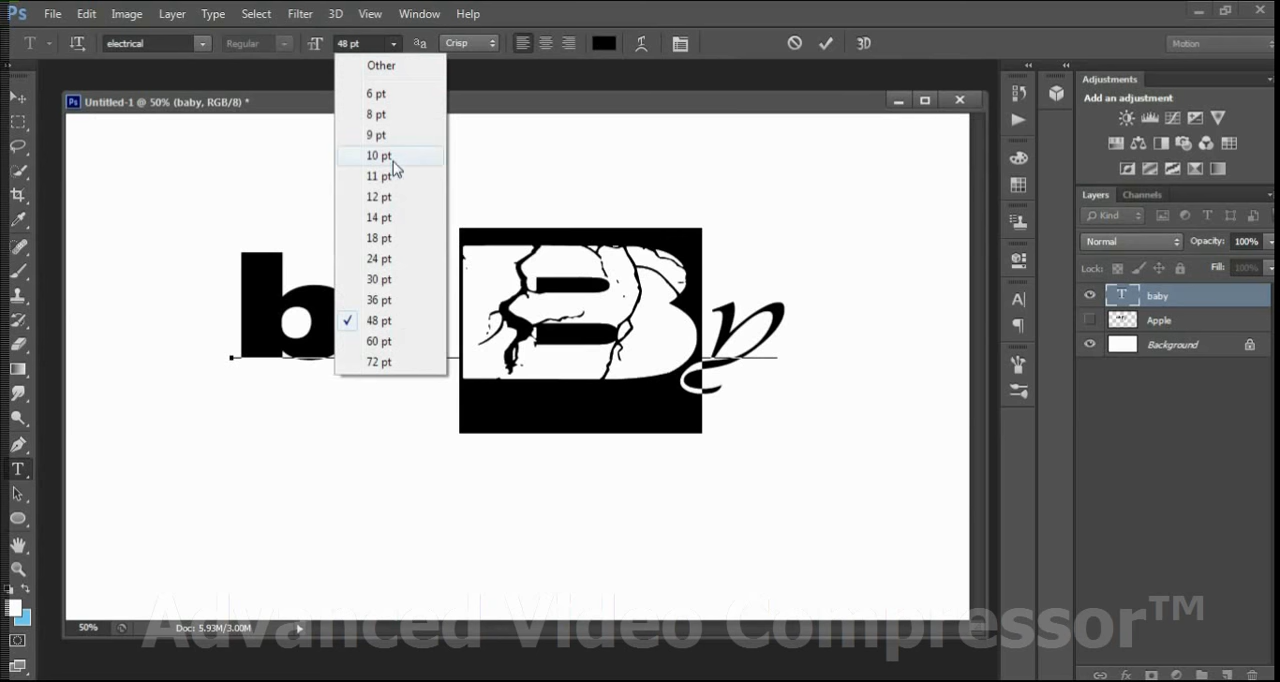 Ps File Edit Image Layer Type Select Filter 3D View Window Help
T electrical Regular 48 pt aa Crisp 3D Motion
Other
6 pt
8 pt
9 pt
10 pt
11 pt
12 pt
14 pt
18 pt
24 pt
30 pt
36 pt
48 pt
60 pt
72 pt
Ps Untitled-1 @ 50% (baby, RGB/8) *
b B y
50% Doc: 5.93M/3.00M
Adjustments
Add an adjustment
Layers Channels
Kind
Normal Opacity: 100%
Lock: Fill: 100%
T baby
Apple
Background
Advanced Video Compressor™